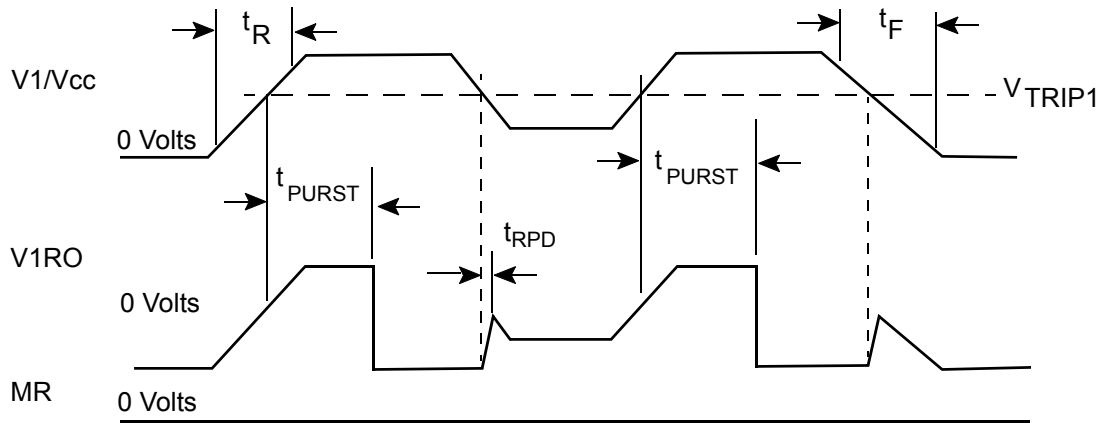 tR
tF
V1/Vcc
VTRIP1
0 Volts
tPURST
tPURST
tRPD
V1RO
0 Volts
MR
0 Volts